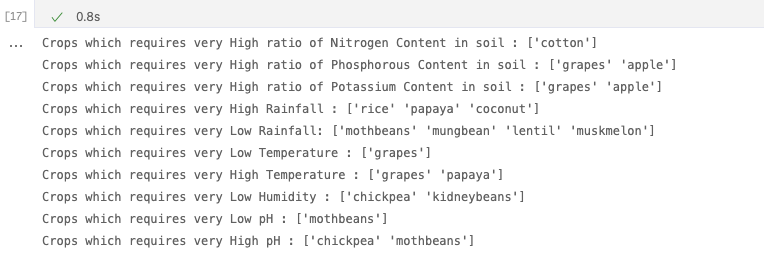 [17] 0.8s
... Crops which requires very High ratio of Nitrogen Content in soil : ['cotton']
Crops which requires very High ratio of Phosphorous Content in soil : ['grapes' 'apple']
Crops which requires very High ratio of Potassium Content in soil : ['grapes' 'apple']
Crops which requires very High Rainfall : ['rice' 'papaya' 'coconut']
Crops which requires very Low Rainfall: ['mothbeans' 'mungbean' 'lentil' 'muskmelon']
Crops which requires very Low Temperature : ['grapes']
Crops which requires very High Temperature : ['grapes' 'papaya']
Crops which requires very Low Humidity : ['chickpea' 'kidneybeans']
Crops which requires very Low pH : ['mothbeans']
Crops which requires very High pH : ['chickpea' 'mothbeans']